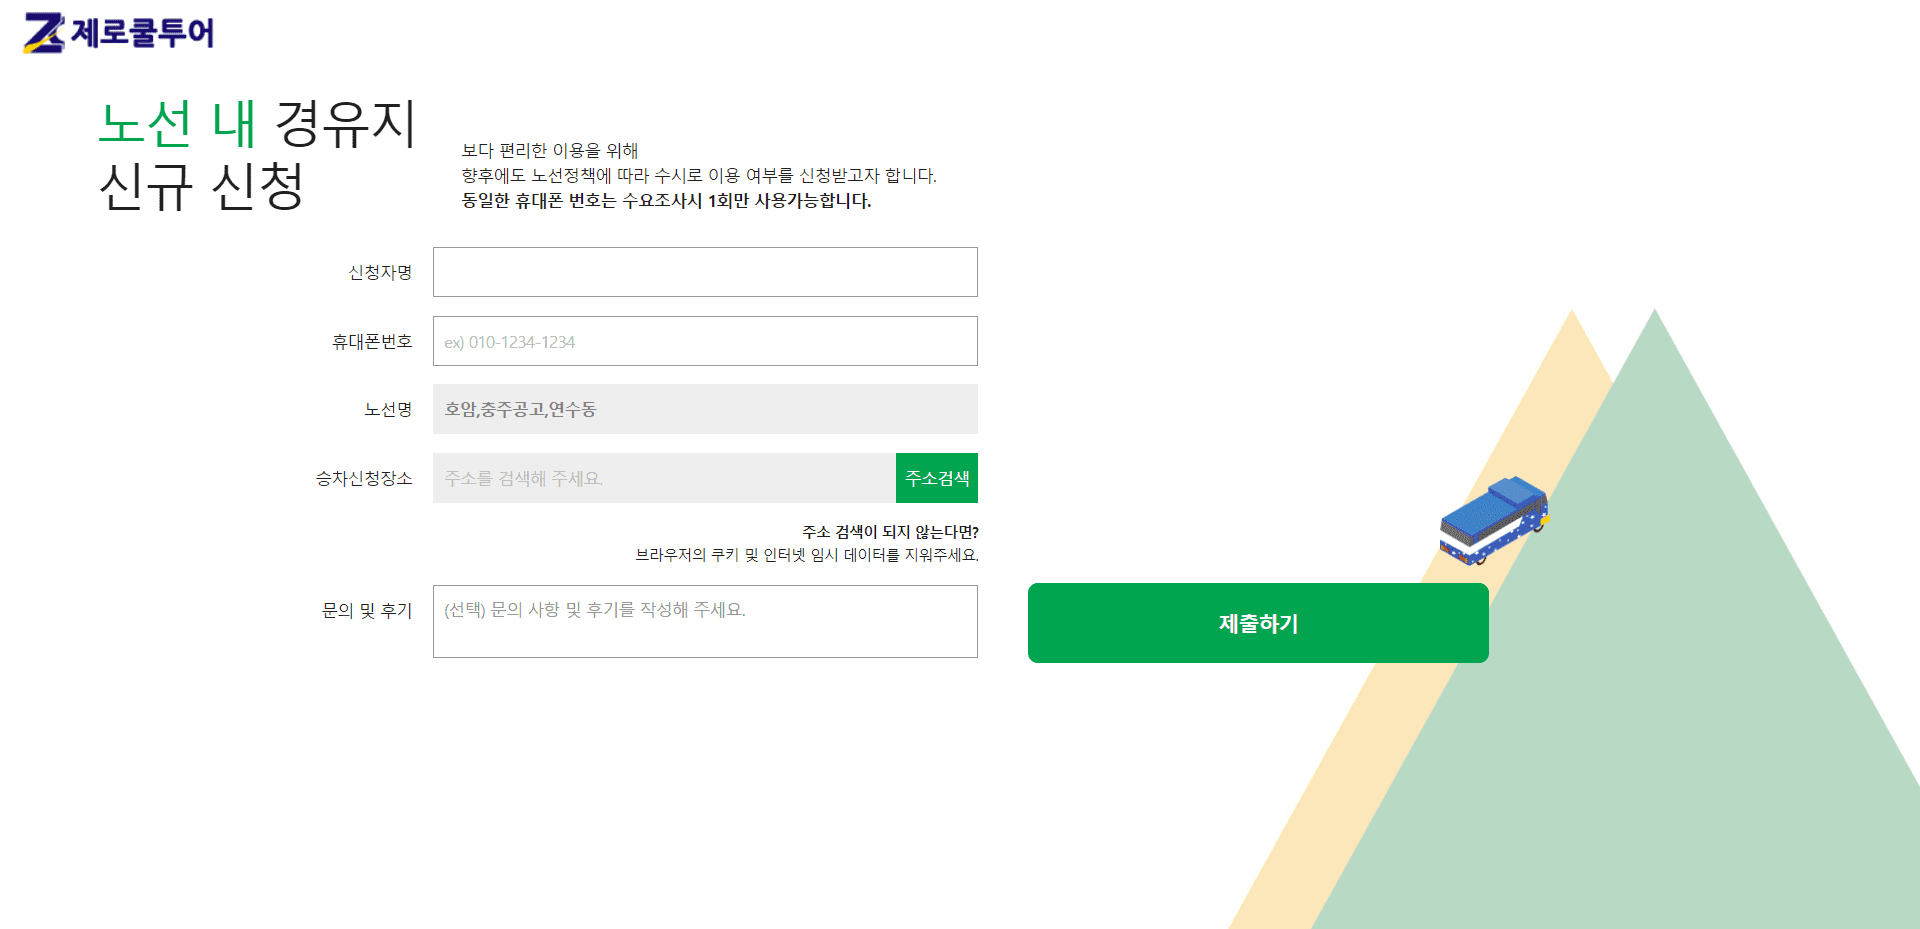 제로쿨투어
노선 내 경유지
신규 신청
보다 편리한 이용을 위해
향후에도 노선정책에 따라 수시로 이용 여부를 신청받고자 합니다.
동일한 휴대폰 번호는 수요조사시 1회만 사용가능합니다.
신청자명
휴대폰번호 ex) 010-1234-1234
노선명 호암,충주공고,연수동
승차신청장소 주소를 검색해 주세요. 주소검색
주소 검색이 되지 않는다면?
브라우저의 쿠키 및 인터넷 임시 데이터를 지워주세요.
문의 및 후기 (선택) 문의 사항 및 후기를 작성해 주세요.
제출하기